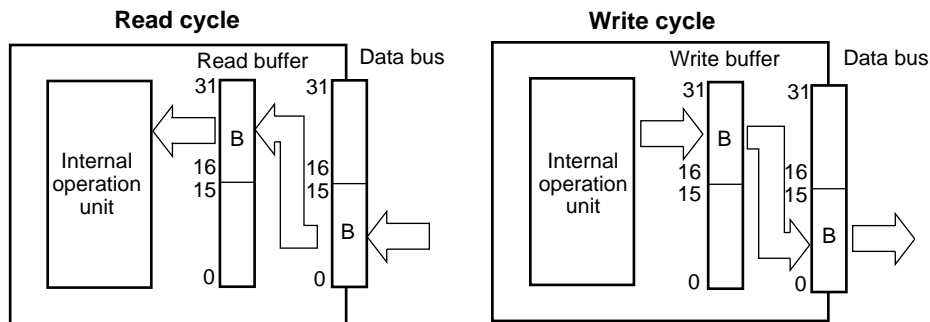 Read cycle
Read buffer
Data bus
31
31
B
Internal
operation
unit
16
15
16
15
B
0
0
Write cycle
Write buffer
Data bus
31
31
B
Internal
operation
unit
16
15
16
15
B
0
0